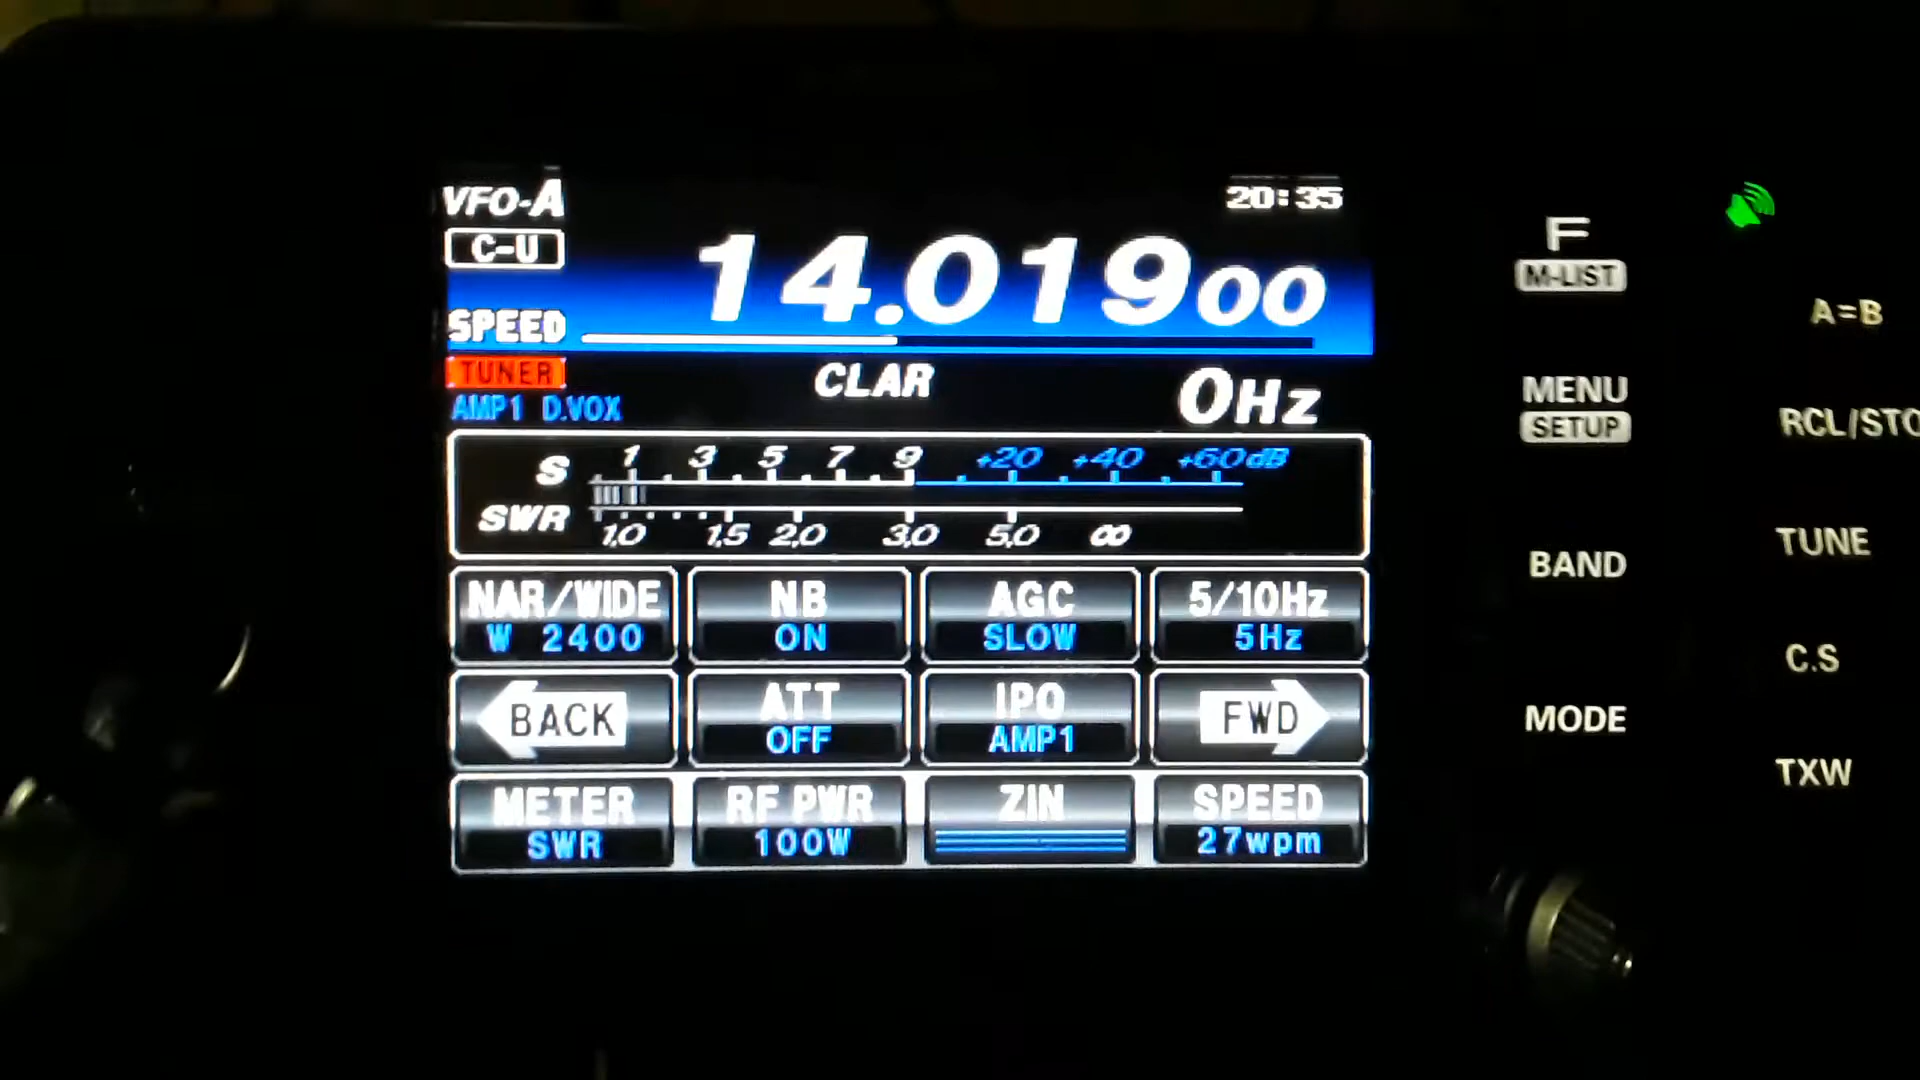 VFO-A 20:35
C-U 14.01900
SPEED
TUNER CLAR 0Hz
AMP1 D.VOX
S 1 3 5 7 9 +20 +40 +60dB
SWR 1.0 1.5 2.0 3.0 5.0 ∞
NAR/WIDE NB AGC 5/10Hz
W 2400 ON SLOW 5Hz
BACK ATT IPO FWD
OFF AMP1
METER RF PWR ZIN SPEED
SWR 100W 27wpm
F
M-LIST
MENU
SETUP
BAND
MODE
A=B
RCL/STO
TUNE
C.S
TXW